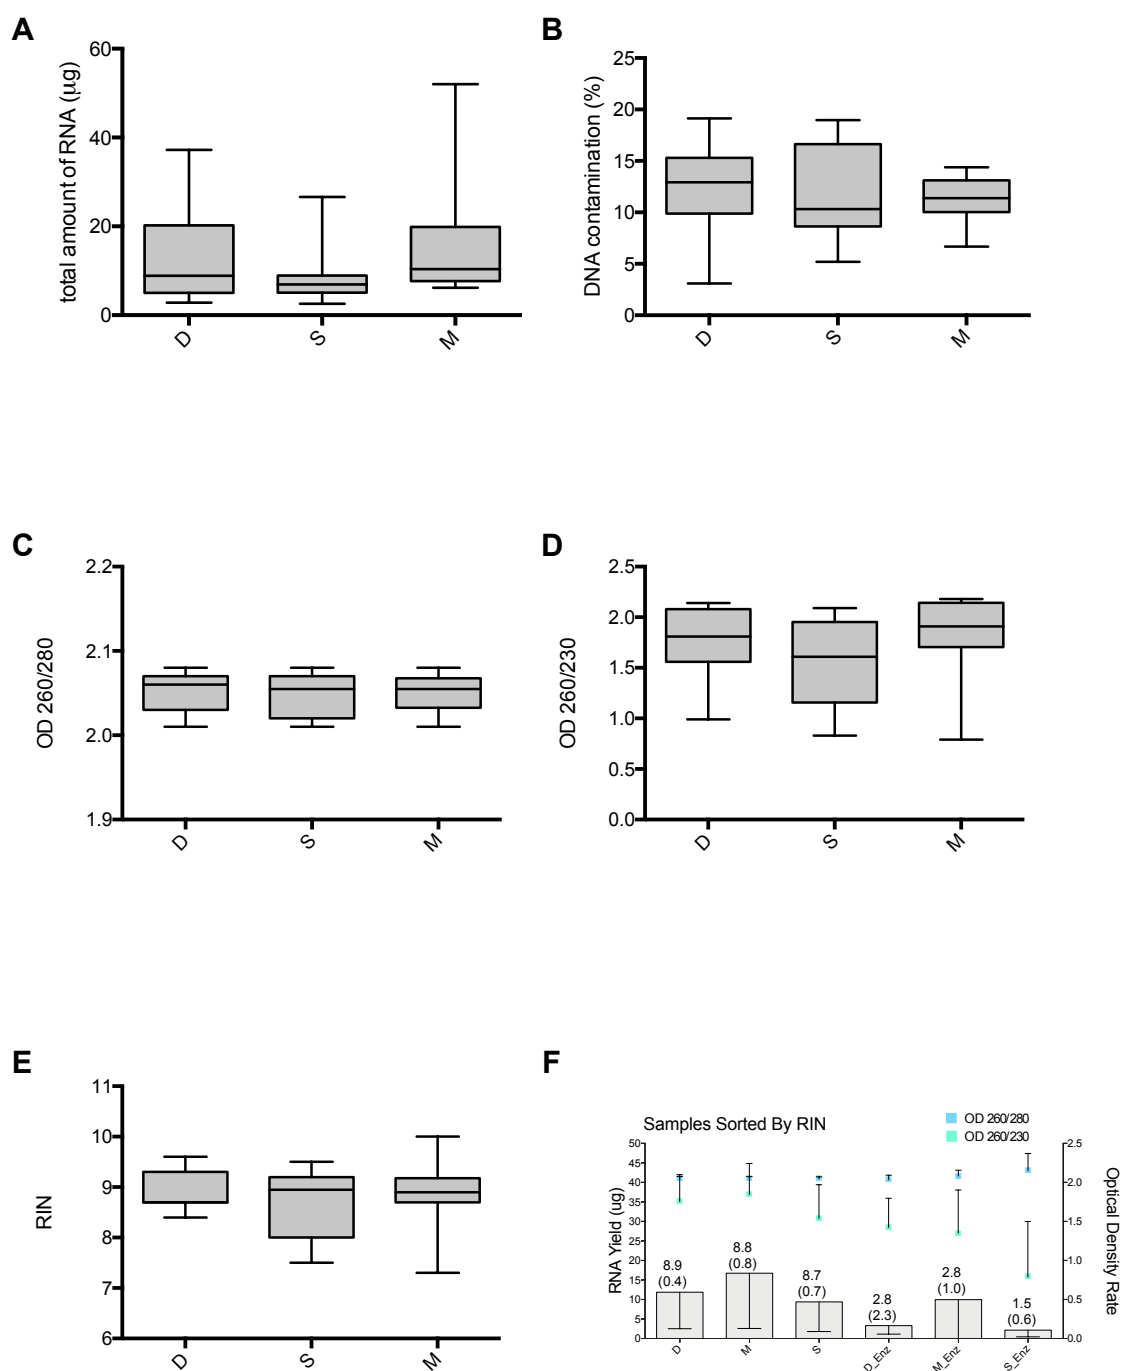 A
total amount of RNA (µg)
60
40
20
0
D S M
B
DNA contamination (%)
25
20
15
10
5
0
D S M
C
OD 260/280
2.2
2.1
2.0
1.9
D S M
D
OD 260/230
2.5
2.0
1.5
1.0
0.5
0.0
D S M
E
RIN
11
10
9
8
7
6
D S M
F
Samples Sorted By RIN
OD 260/280
OD 260/230
RNA Yield (ug)
50
45
40
35
30
25
20
15
10
5
0
8.9
(0.4)
8.8
(0.8)
8.7
(0.7)
2.8
(2.3)
2.8
(1.0)
1.5
(0.6)
D M S D_Enz M_Enz S_Enz
2.5
2.0
1.5
1.0
0.5
0.0
Optical Density Rate